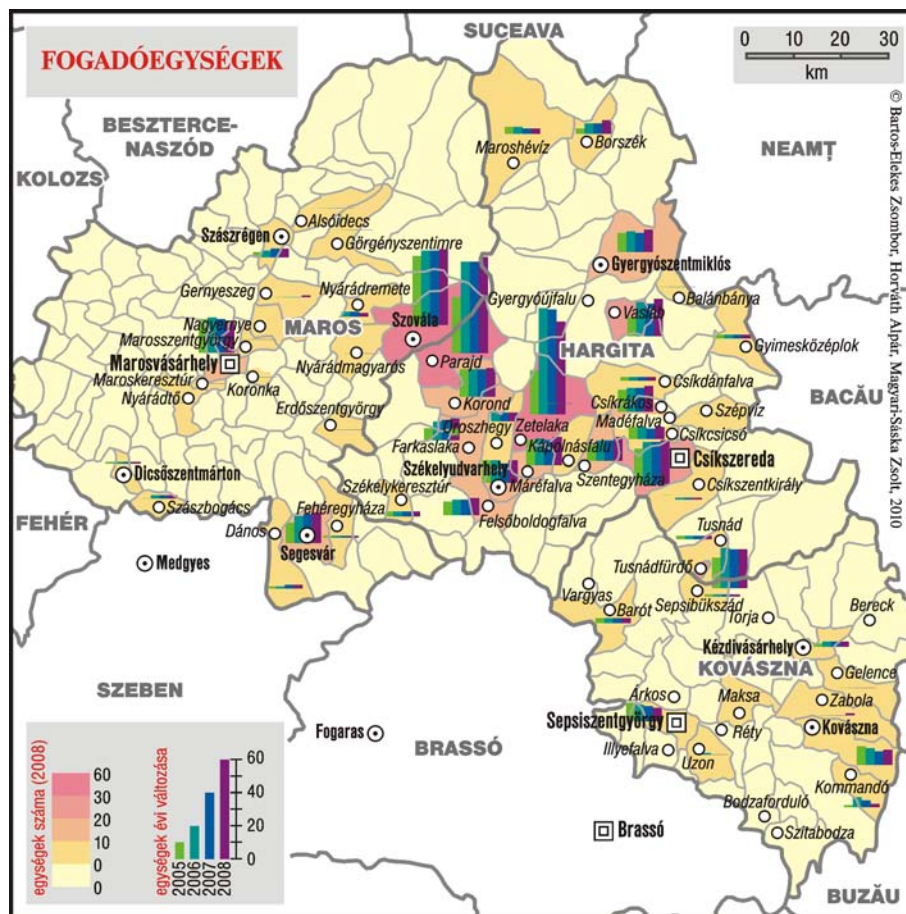 FOGADÓEGYSÉGEK
SUCEAVA
0 10 20 30
km
BESZTERCE-
NASZÓD
KOLOZS
NEAMȚ
© Bartos-Elekes Zsombor, Horváth Alpár, Magyari-Sáska Zsolt, 2010
Maroshévíz
Borszék
Alsóidecs
Szászrégen
Görgényszentimre
Gyergyószentmiklós
Gernyeszeg
Nyárádremete
Gyergyóújfalu
Balánbánya
Vasláb
Nagyernye
MAROS
Szováta
Marosszentgyörgy
HARGITA
Gyimesközéplok
Marosvásárhely
Nyárádmagyarós
Parajd
Maroskeresztúr
Koronka
Csíkdánfalva
BACĂU
Nyárádtő
Korond
Csíkrákos
Szépvíz
Erdőszentgyörgy
Oroszhegy
Zetelaka
Madéfalva
Csíkcsicsó
Farkaslaka
Kápolnásfalu
Székelyudvarhely
Szentegyháza
Csíkszereda
Dicsőszentmárton
Székelykeresztúr
Máréfalva
Csíkszentkirály
Szászbogács
Fehéregyháza
Felsőboldogfalva
FEHÉR
Dános
Segesvár
Tusnád
Medgyes
Tusnádfürdő
Vargyas
Sepsibükszád
Barót
Torja
Bereck
Kézdivásárhely
KOVÁSZNA
Gelence
SZEBEN
Árkos
Maksa
Zabola
Sepsiszentgyörgy
Fogaras
BRASSÓ
Réty
Kovászna
Illyefalva
Uzon
Kommandó
Bodzaforduló
Brassó
Szitabodza
BUZĂU
egységek száma (2008)
60
30
20
10
0
0
egységek évi változása
60
40
20
0
2005
2006
2007
2008